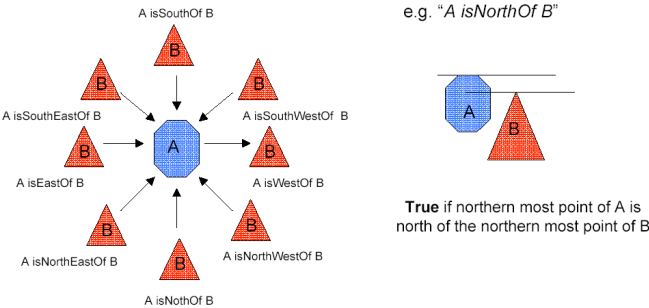 A isSouthOf B
B
B
B
A isSouthEastOf B
A isSouthWestOf B
B
A
B
A isEastOf B
A isWestOf B
B
B
B
A isNorthEastOf B
A isNorthWestOf B
A isNothOf B
e.g. "A isNorthOf B"
A
B
True if northern most point of A is
north of the northern most point of B